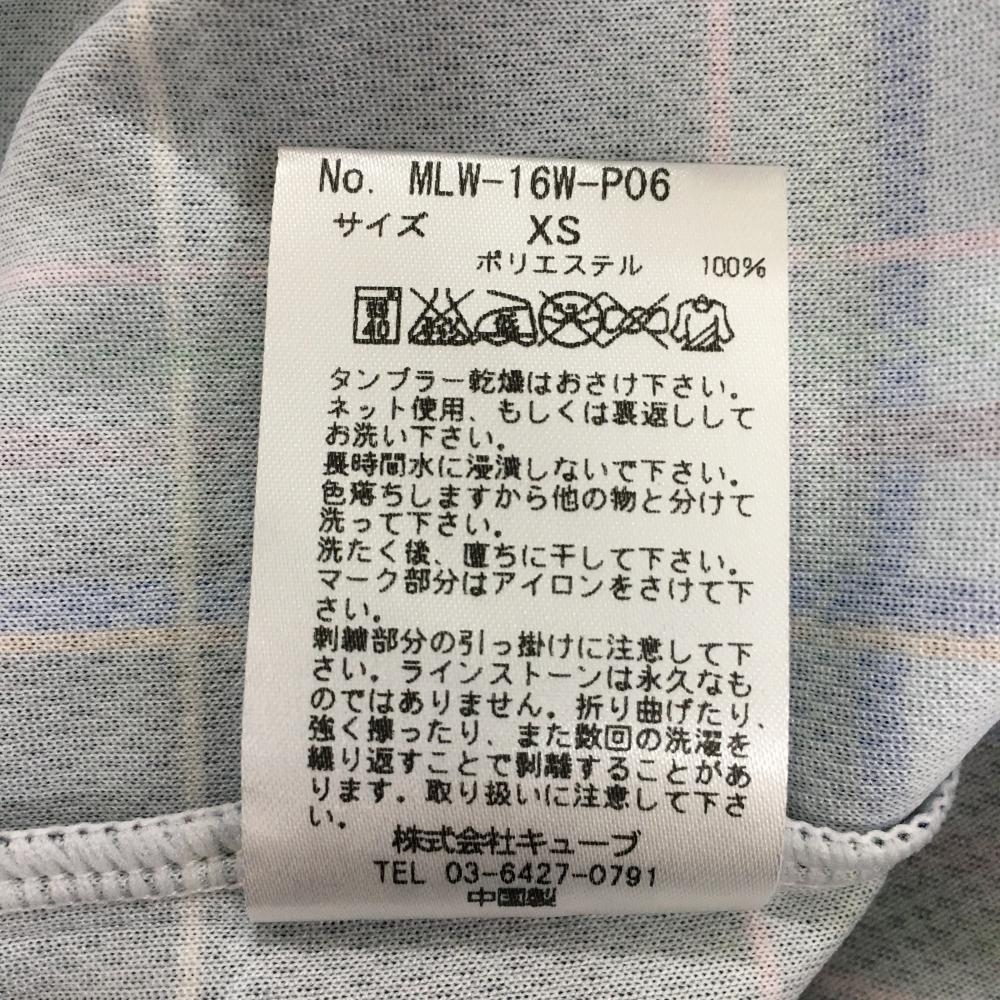 No. MLW-16W-P06
サイズ XS
ポリエステル 100%
40
タンブラー乾燥はおさけ下さい。
ネット使用、もしくは裏返しして
お洗い下さい。
長時間水に浸漬しないで下さい。
色落ちしますから他の物と分けて
洗って下さい。
洗たく後、直ちに干して下さい。
マーク部分はアイロンをさけて下
さい。
刺繍部分の引っ掛けに注意して下
さい。ラインストーンは永久なも
のではありません。折り曲げたり、
強く擦ったり、また数回の洗濯を
繰り返すことで剥離することがあ
ります。取り扱いに注意して下さ
い。
株式会社キューブ
TEL 03-6427-0791
中国製